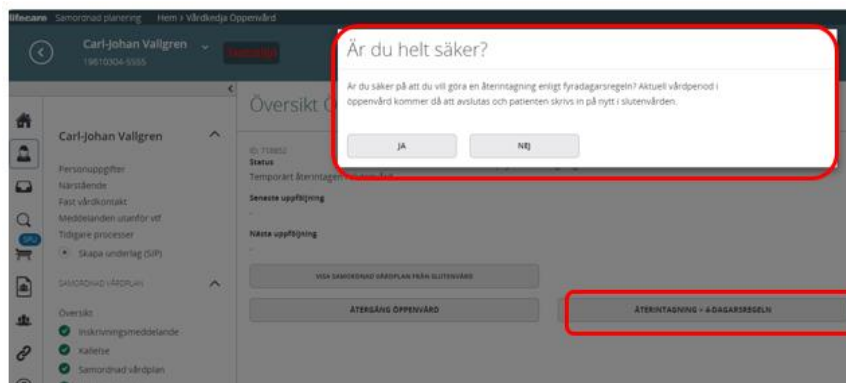 lifecare Samordnad planering Hem > Vårdkedja Öppenvård
Carl-Johan Vallgren
19610304-5555
Är du helt säker?
Är du säker på att du vill göra en återintagning enligt fyradagarsregeln? Aktuell vårdperiod i
öppenvård kommer då att avslutas och patienten skrivs in på nytt i slutenvården.
JA
NEJ
Översikt
Carl-Johan Vallgren
Personuppgifter
Närstående
Fast vårdkontakt
Meddelanden utanför vtf
Tidigare processer
SPU
Skapa underlag (SIP)
SAMORDNAD VÅRDPLAN
Översikt
Inskrivningsmeddelande
Kallelse
Samordnad vårdplan
Status
Temporärt återintagen
Senaste uppföljning
-
Nästa uppföljning
-
VISA SAMORDNAD VÅRDPLAN FRÅN SLUTENVÅRD
ÅTERGÅNG ÖPPENVÅRD
ÅTERINTAGNING - 4-DAGARSREGELN